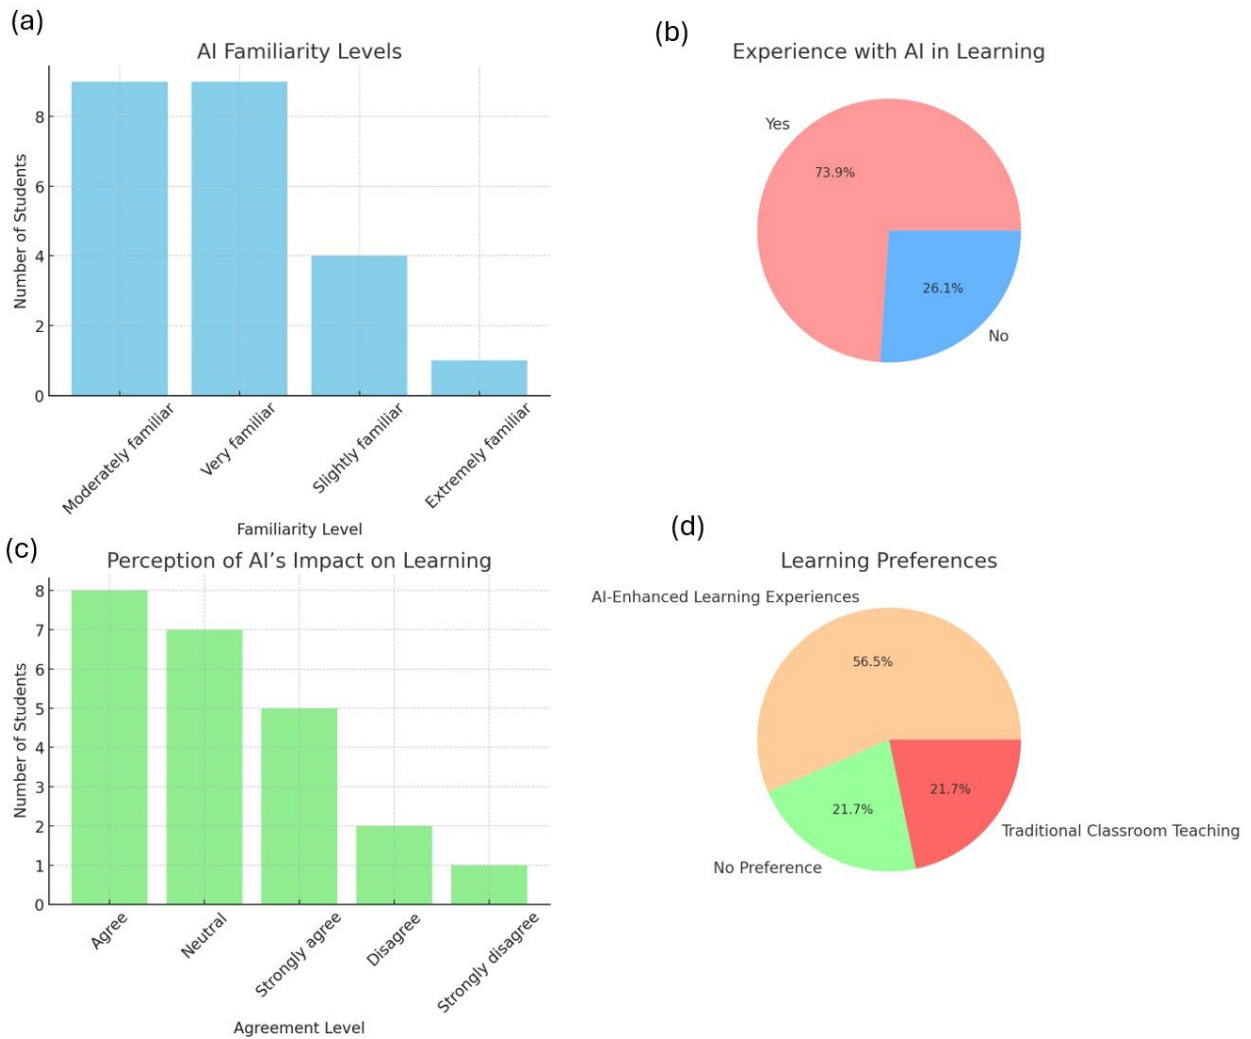 (a)
AI Familiarity Levels
Number of Students
8
6
4
2
0
Moderately familiar
Very familiar
Slightly familiar
Extremely familiar
Familiarity Level
(b)
Experience with AI in Learning
Yes
73.9%
26.1%
No
(c)
Perception of AI’s Impact on Learning
Number of Students
8
7
6
5
4
3
2
1
0
Agree
Neutral
Strongly agree
Disagree
Strongly disagree
Agreement Level
(d)
Learning Preferences
AI-Enhanced Learning Experiences
56.5%
21.7%
21.7%
Traditional Classroom Teaching
No Preference